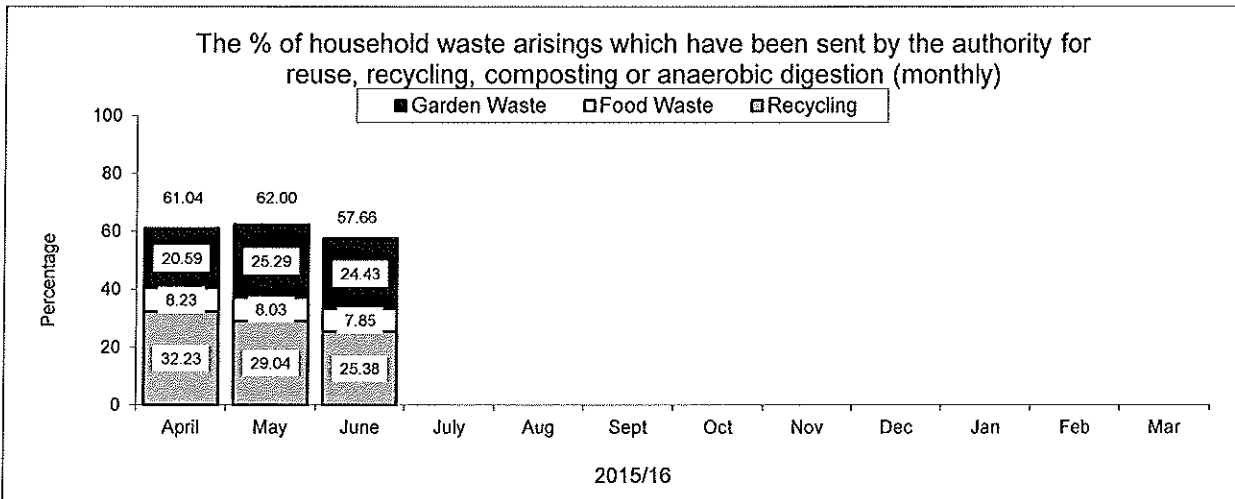 The % of household waste arisings which have been sent by the authority for
reuse, recycling, composting or anaerobic digestion (monthly)
Garden Waste Food Waste Recycling
100
80
60
40
20
0
Percentage
61.04 62.00 57.66
20.59 25.29 24.43
8.23 8.03 7.85
32.23 29.04 25.38
April May June July Aug Sept Oct Nov Dec Jan Feb Mar
2015/16